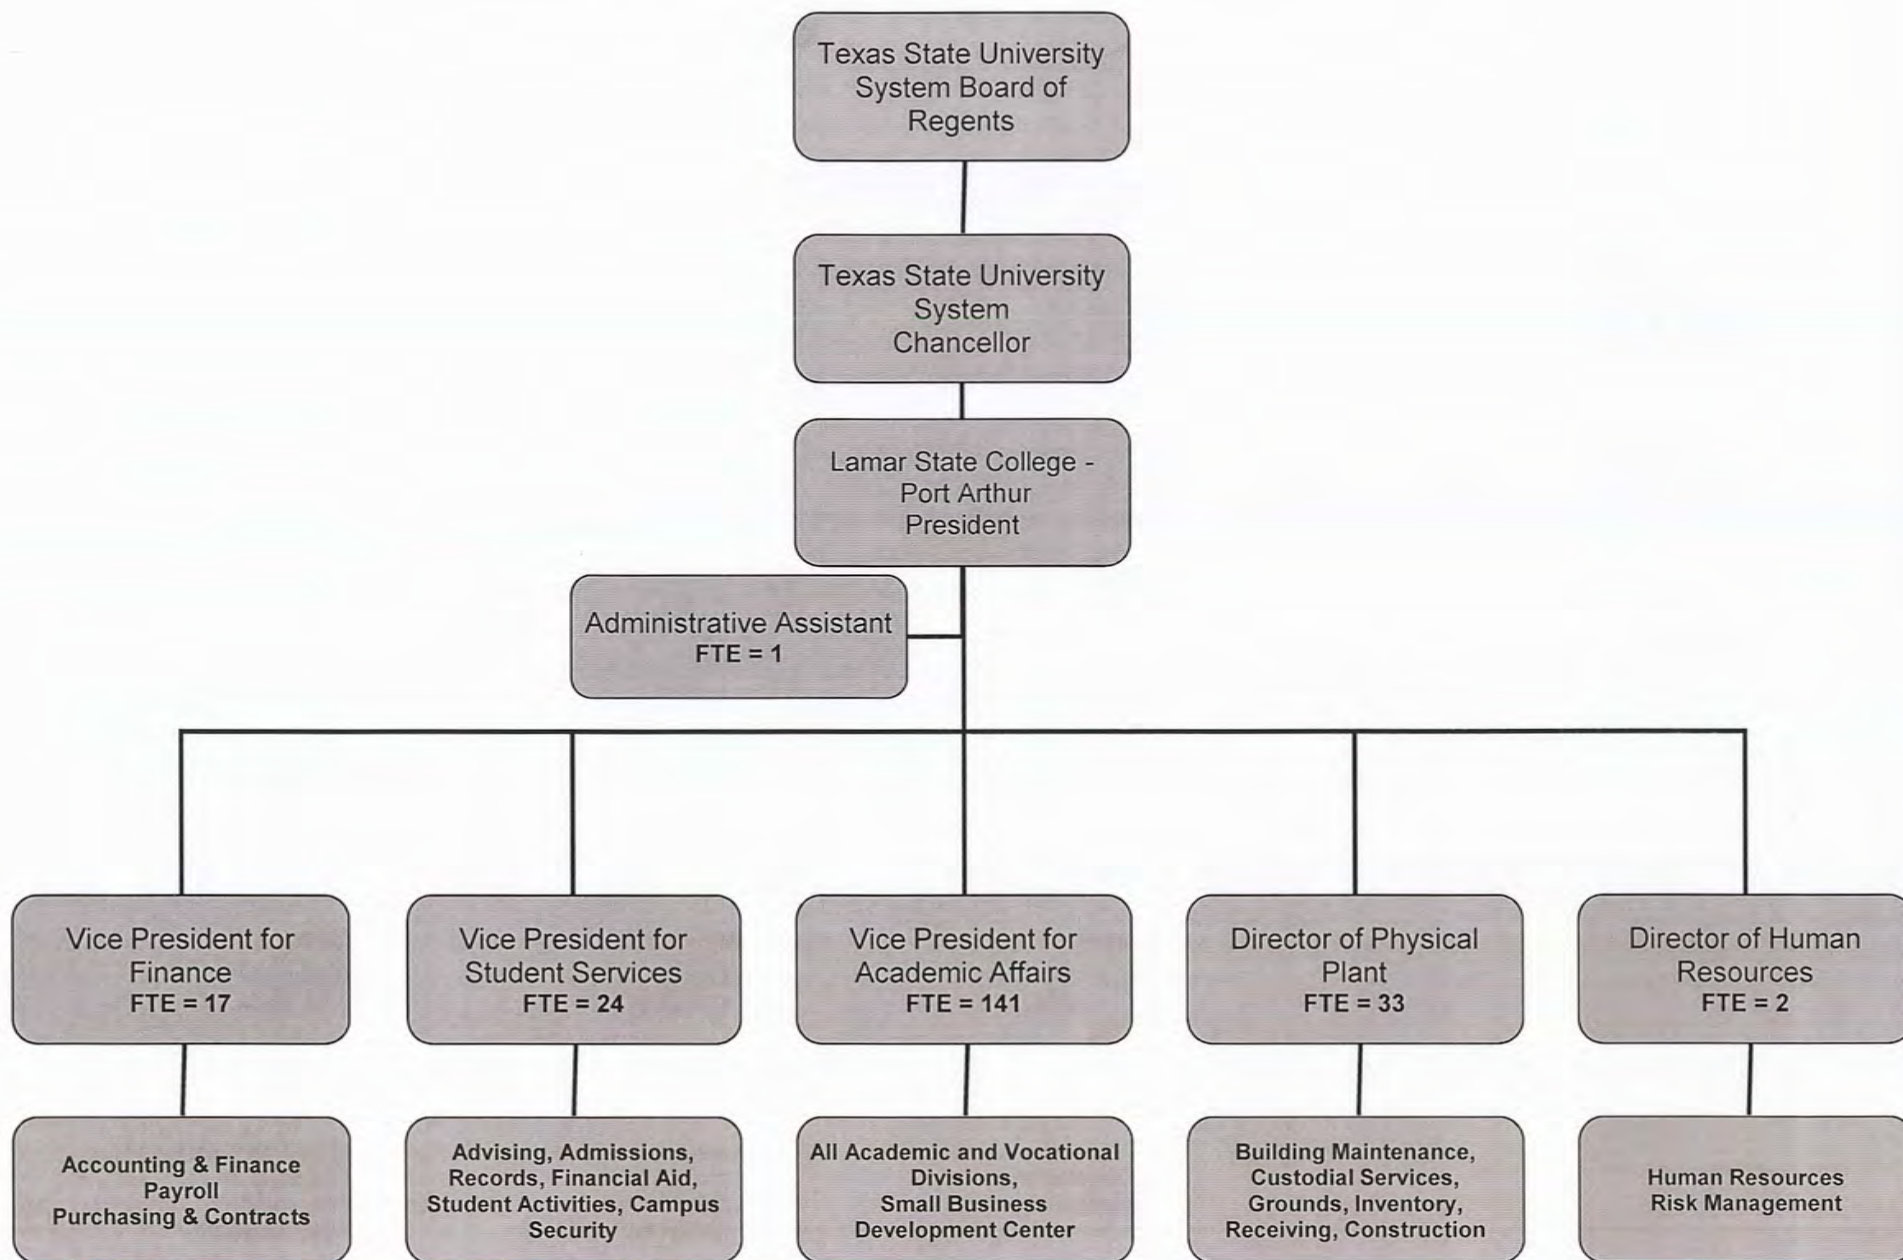 Texas State University
System Board of
Regents
Texas State University
System
Chancellor
Lamar State College -
Port Arthur
President
Administrative Assistant
FTE = 1
Vice President for
Finance
FTE = 17
Vice President for
Student Services
FTE = 24
Vice President for
Academic Affairs
FTE = 141
Director of Physical
Plant
FTE = 33
Director of Human
Resources
FTE = 2
Accounting & Finance
Payroll
Purchasing & Contracts
Advising, Admissions,
Records, Financial Aid,
Student Activities, Campus
Security
All Academic and Vocational
Divisions,
Small Business
Development Center
Building Maintenance,
Custodial Services,
Grounds, Inventory,
Receiving, Construction
Human Resources
Risk Management